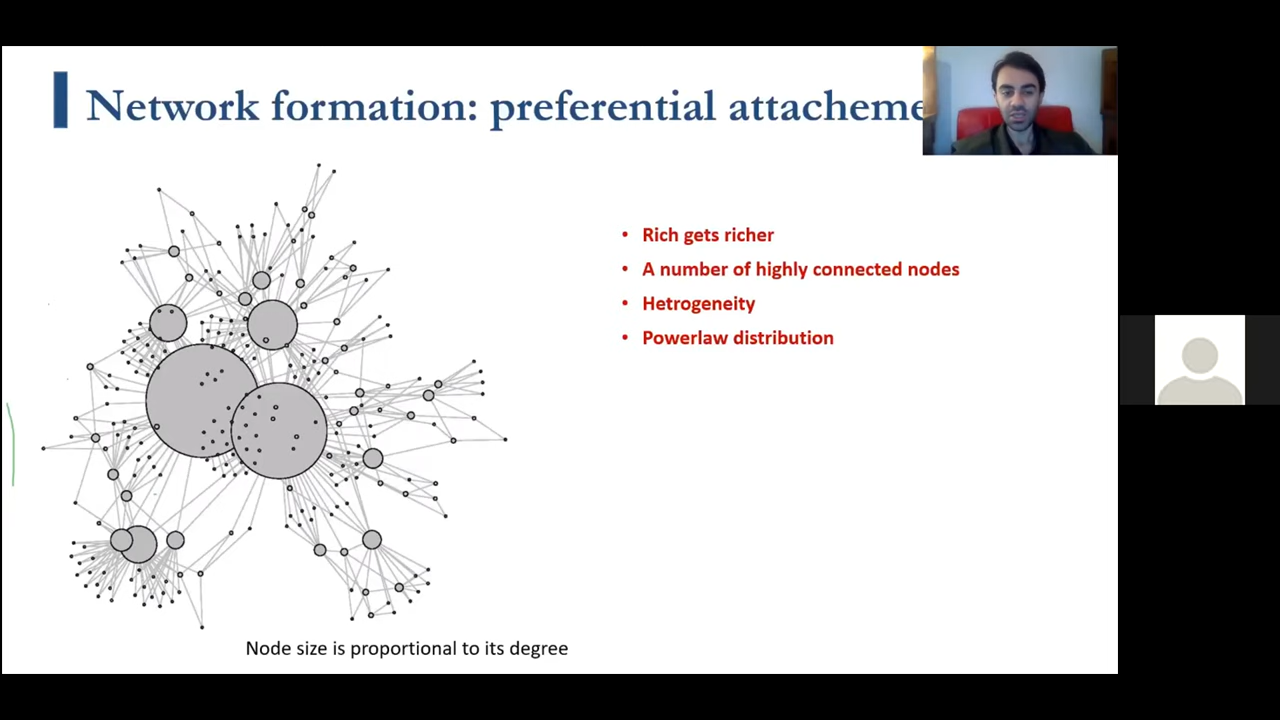 Network formation: preferential attacheme
• Rich gets richer
• A number of highly connected nodes
• Hetrogeneity
• Powerlaw distribution
Node size is proportional to its degree